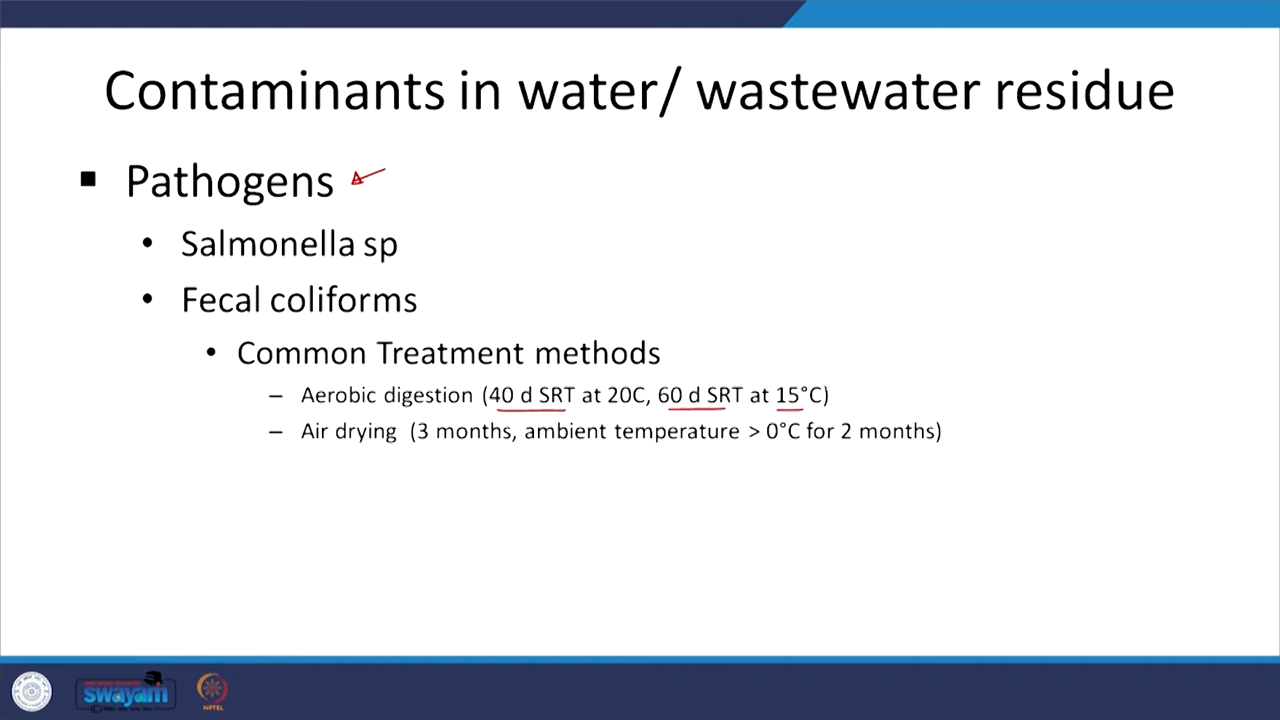 Contaminants in water/ wastewater residue
▪ Pathogens
• Salmonella sp
• Fecal coliforms
• Common Treatment methods
– Aerobic digestion (40 d SRT at 20C, 60 d SRT at 15°C)
– Air drying (3 months, ambient temperature > 0°C for 2 months)
swayam
NPTEL